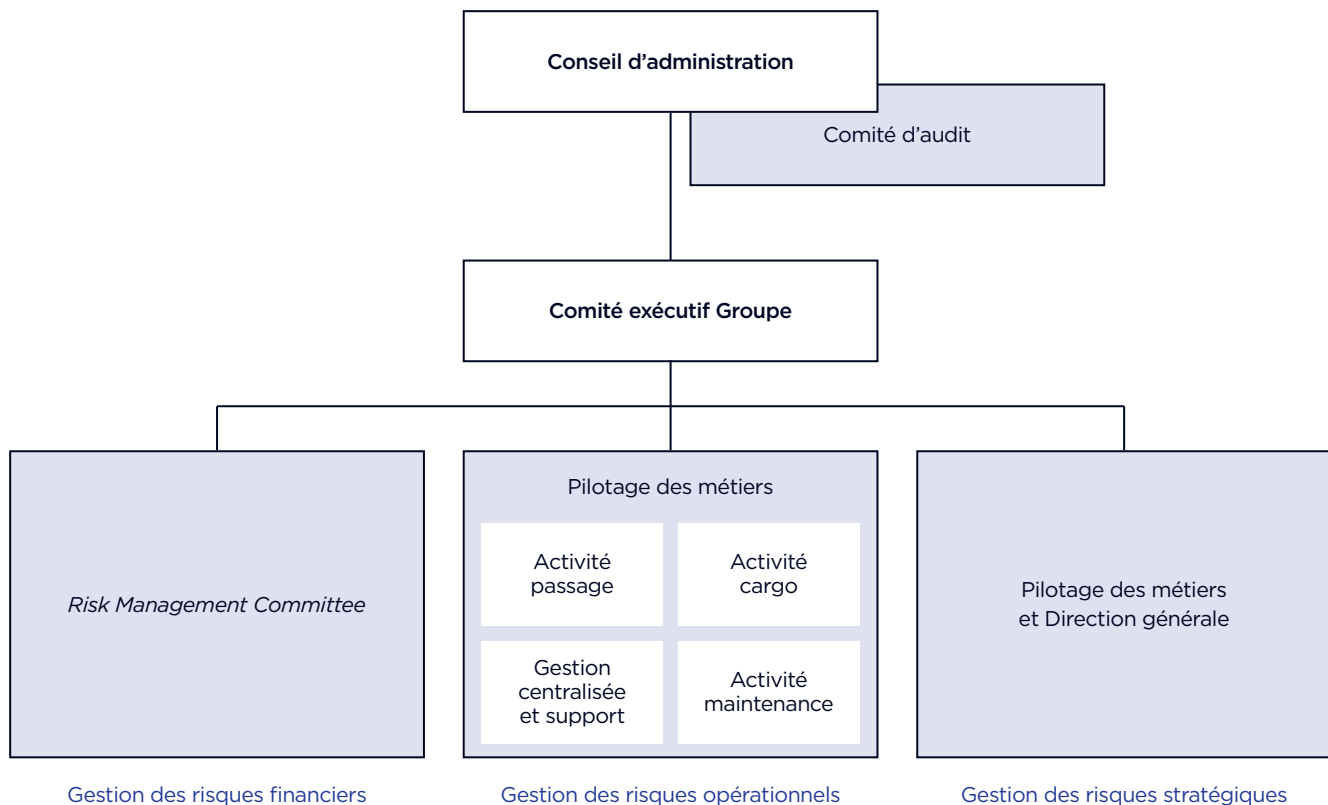 Conseil d’administration
Comité d’audit
Comité exécutif Groupe
Risk Management Committee
Pilotage des métiers
Activité
passage
Activité
cargo
Gestion
centralisée
et support
Activité
maintenance
Pilotage des métiers
et Direction générale
Gestion des risques financiers
Gestion des risques opérationnels
Gestion des risques stratégiques